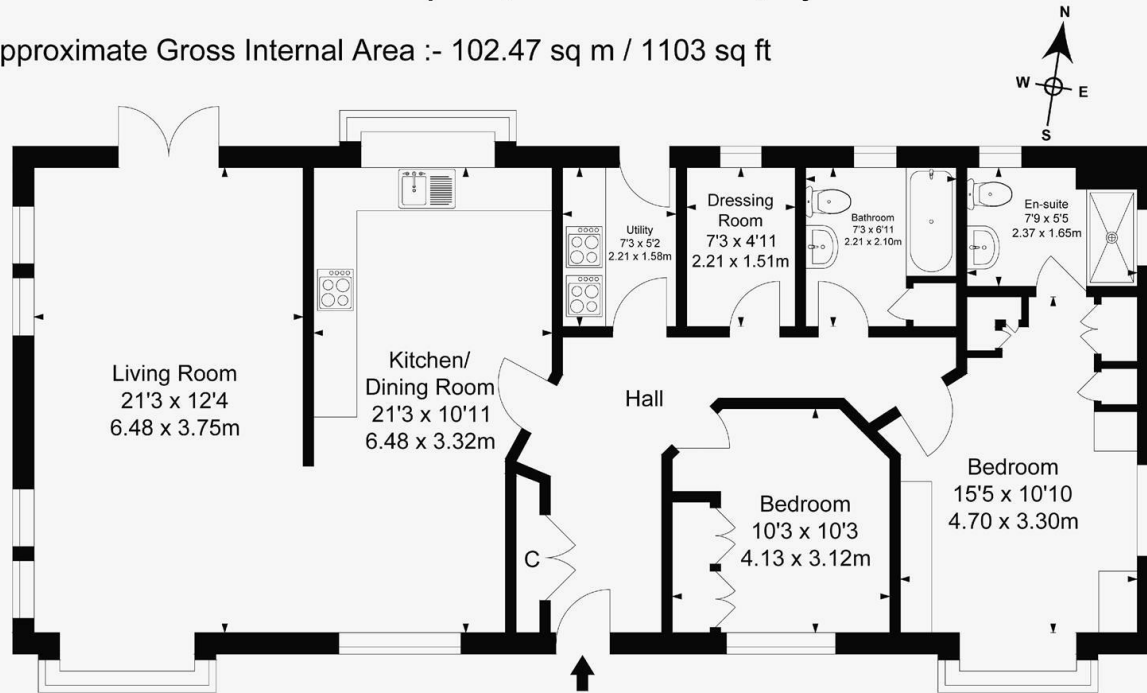 pproximate Gross Internal Area :- 102.47 sq m / 1103 sq ft
N
W
E
S
Living Room
21'3 x 12'4
6.48 x 3.75m
Kitchen/
Dining Room
21'3 x 10'11
6.48 x 3.32m
Utility
7'3 x 5'2
2.21 x 1.58m
Dressing
Room
7'3 x 4'11
2.21 x 1.51m
Bathroom
7'3 x 6'11
2.21 x 2.10m
En-suite
7'9 x 5'5
2.37 x 1.65m
Hall
C
Bedroom
10'3 x 10'3
4.13 x 3.12m
Bedroom
15'5 x 10'10
4.70 x 3.30m